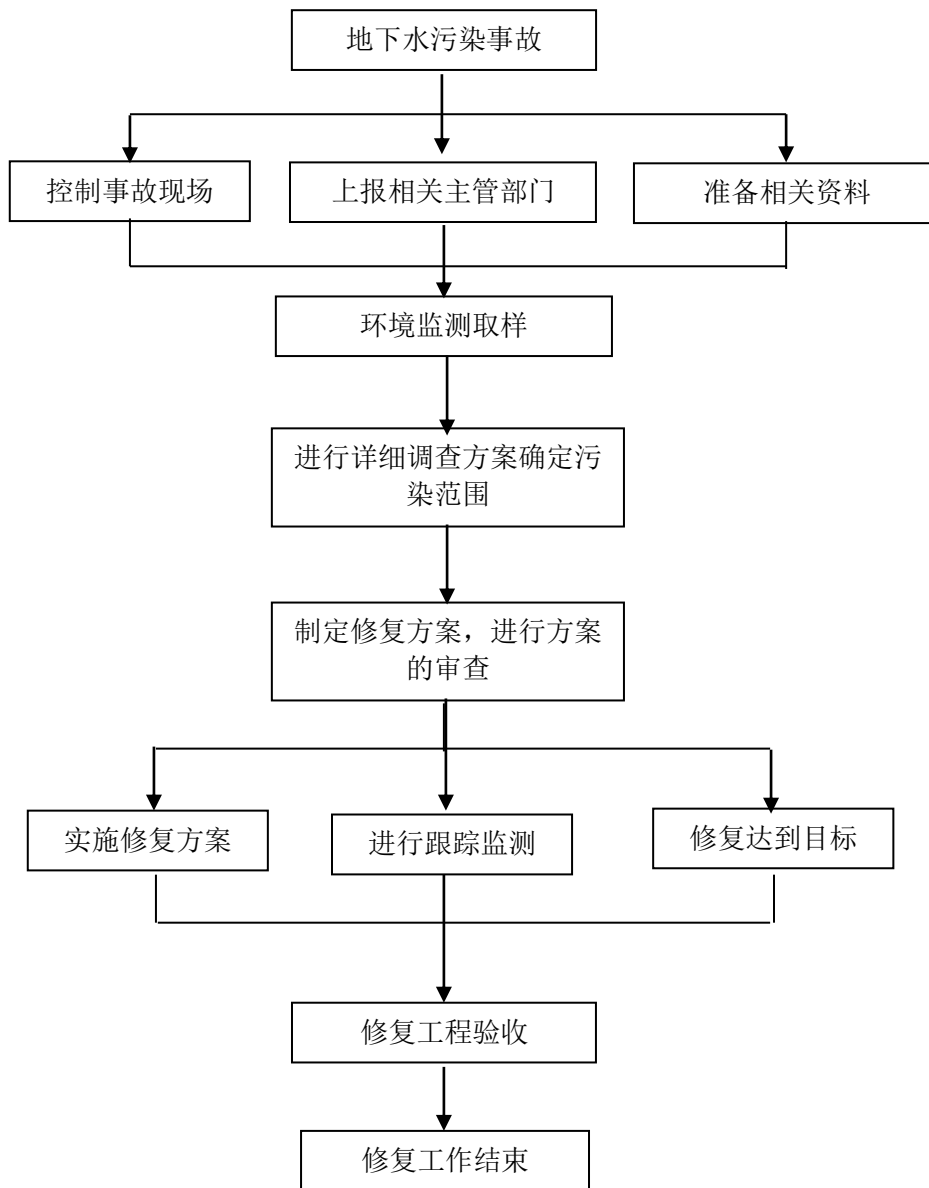 地下水污染事故
控制事故现场
上报相关主管部门
准备相关资料
环境监测取样
进行详细调查方案确定污
染范围
制定修复方案，进行方案
的审查
实施修复方案
进行跟踪监测
修复达到目标
修复工程验收
修复工作结束